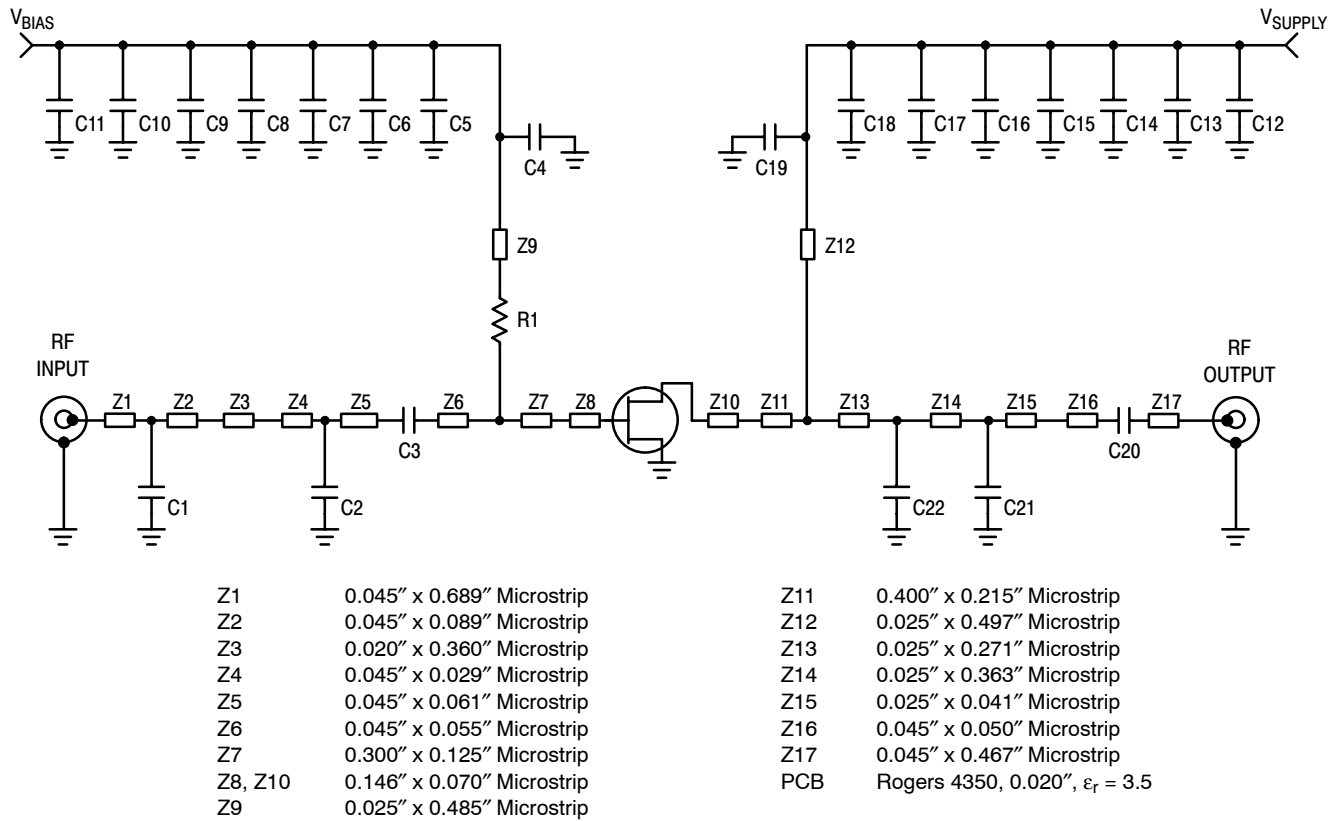 V_BIAS
V_SUPPLY
C11 C10 C9 C8 C7 C6 C5
C18 C17 C16 C15 C14 C13 C12
C4
C19
Z9
Z12
R1
RF
INPUT
RF
OUTPUT
Z1 Z2 Z3 Z4 Z5 Z6 Z7 Z8 Z10 Z11 Z13 Z14 Z15 Z16 Z17
C3
C20
C1 C2 C22 C21
Z1 0.045″ x 0.689″ Microstrip
Z2 0.045″ x 0.089″ Microstrip
Z3 0.020″ x 0.360″ Microstrip
Z4 0.045″ x 0.029″ Microstrip
Z5 0.045″ x 0.061″ Microstrip
Z6 0.045″ x 0.055″ Microstrip
Z7 0.300″ x 0.125″ Microstrip
Z8, Z10 0.146″ x 0.070″ Microstrip
Z9 0.025″ x 0.485″ Microstrip
Z11 0.400″ x 0.215″ Microstrip
Z12 0.025″ x 0.497″ Microstrip
Z13 0.025″ x 0.271″ Microstrip
Z14 0.025″ x 0.363″ Microstrip
Z15 0.025″ x 0.041″ Microstrip
Z16 0.045″ x 0.050″ Microstrip
Z17 0.045″ x 0.467″ Microstrip
PCB Rogers 4350, 0.020″, εr = 3.5